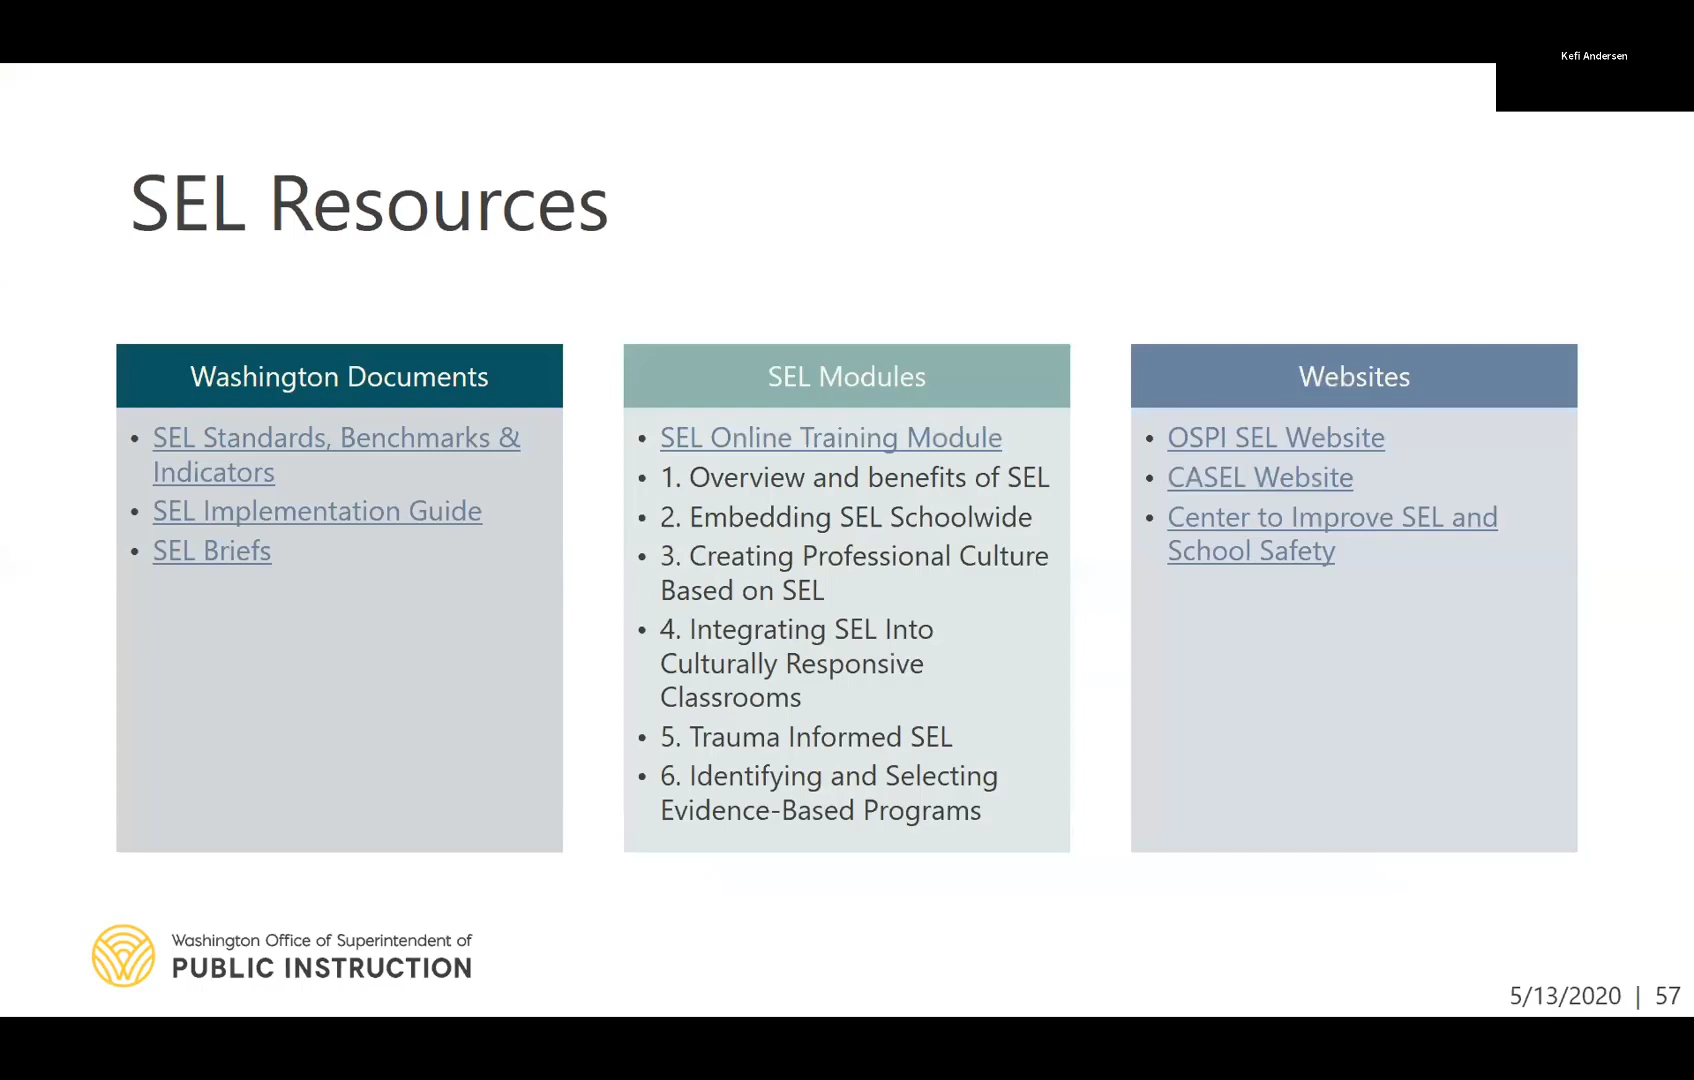 Kefi Andersen
SEL Resources
Washington Documents
• SEL Standards, Benchmarks &
Indicators
• SEL Implementation Guide
• SEL Briefs
SEL Modules
• SEL Online Training Module
• 1. Overview and benefits of SEL
• 2. Embedding SEL Schoolwide
• 3. Creating Professional Culture
Based on SEL
• 4. Integrating SEL Into
Culturally Responsive
Classrooms
• 5. Trauma Informed SEL
• 6. Identifying and Selecting
Evidence-Based Programs
Websites
• OSPI SEL Website
• CASEL Website
• Center to Improve SEL and
School Safety
Washington Office of Superintendent of
PUBLIC INSTRUCTION
5/13/2020 | 57